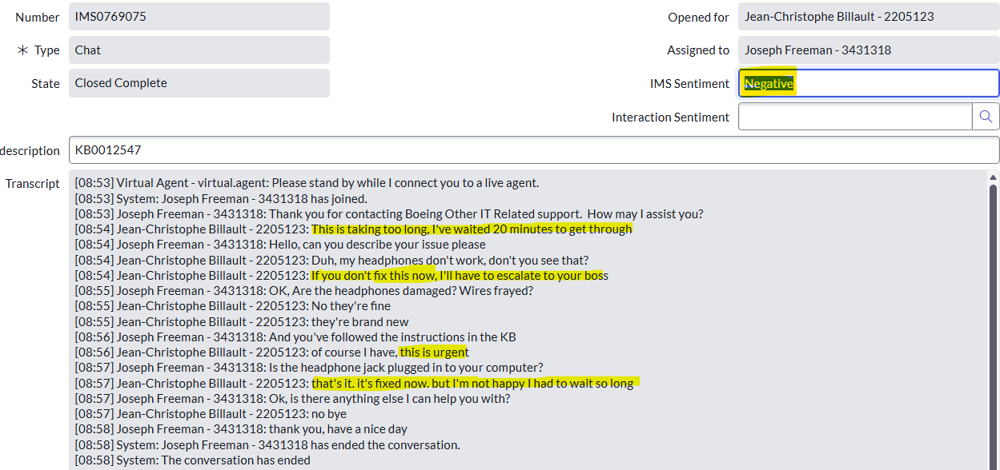 Number IMS0769075 Opened for Jean-Christophe Billault - 2205123
✳ Type Chat Assigned to Joseph Freeman - 3431318
State Closed Complete IMS Sentiment Negative
Interaction Sentiment
description KB0012547
Transcript [08:53] Virtual Agent - virtual.agent: Please stand by while I connect you to a live agent.
[08:53] System: Joseph Freeman - 3431318 has joined.
[08:53] Joseph Freeman - 3431318: Thank you for contacting Boeing Other IT Related support.  How may I assist you?
[08:54] Jean-Christophe Billault - 2205123: This is taking too long, I've waited 20 minutes to get through
[08:54] Joseph Freeman - 3431318: Hello, can you describe your issue please
[08:54] Jean-Christophe Billault - 2205123: Duh, my headphones don't work, don't you see that?
[08:54] Jean-Christophe Billault - 2205123: If you don't fix this now, I'll have to escalate to your boss
[08:55] Joseph Freeman - 3431318: OK, Are the headphones damaged? Wires frayed?
[08:55] Jean-Christophe Billault - 2205123: No they're fine
[08:55] Jean-Christophe Billault - 2205123: they're brand new
[08:56] Joseph Freeman - 3431318: And you've followed the instructions in the KB
[08:56] Jean-Christophe Billault - 2205123: of course I have, this is urgent
[08:57] Joseph Freeman - 3431318: Is the headphone jack plugged in to your computer?
[08:57] Jean-Christophe Billault - 2205123: that's it. it's fixed now. but I'm not happy I had to wait so long
[08:57] Joseph Freeman - 3431318: Ok, is there anything else I can help you with?
[08:57] Jean-Christophe Billault - 2205123: no bye
[08:58] Joseph Freeman - 3431318: thank you, have a nice day
[08:58] System: Joseph Freeman - 3431318 has ended the conversation.
[08:58] System: The conversation has ended